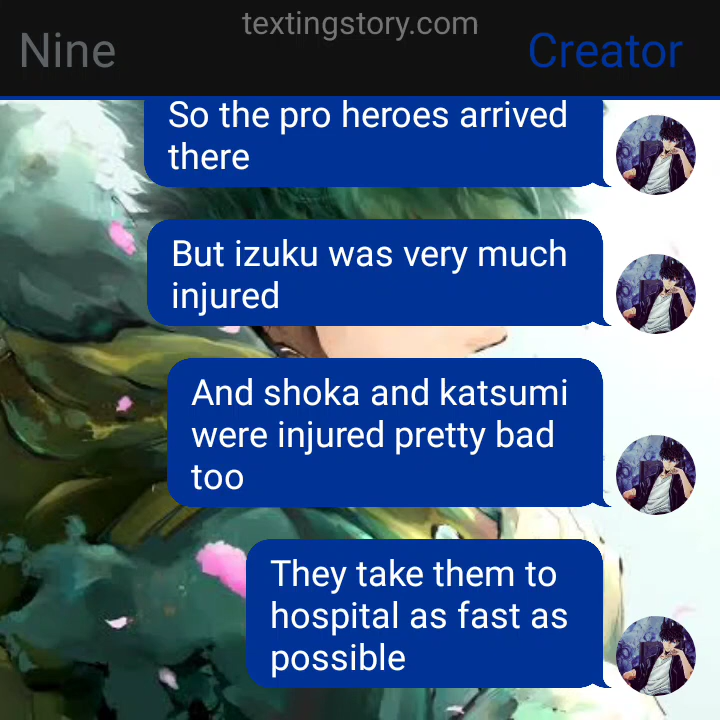 textingstory.com
Nine
Creator
So the pro heroes arrived
there
But izuku was very much
injured
And shoka and katsumi
were injured pretty bad
too
They take them to
hospital as fast as
possible